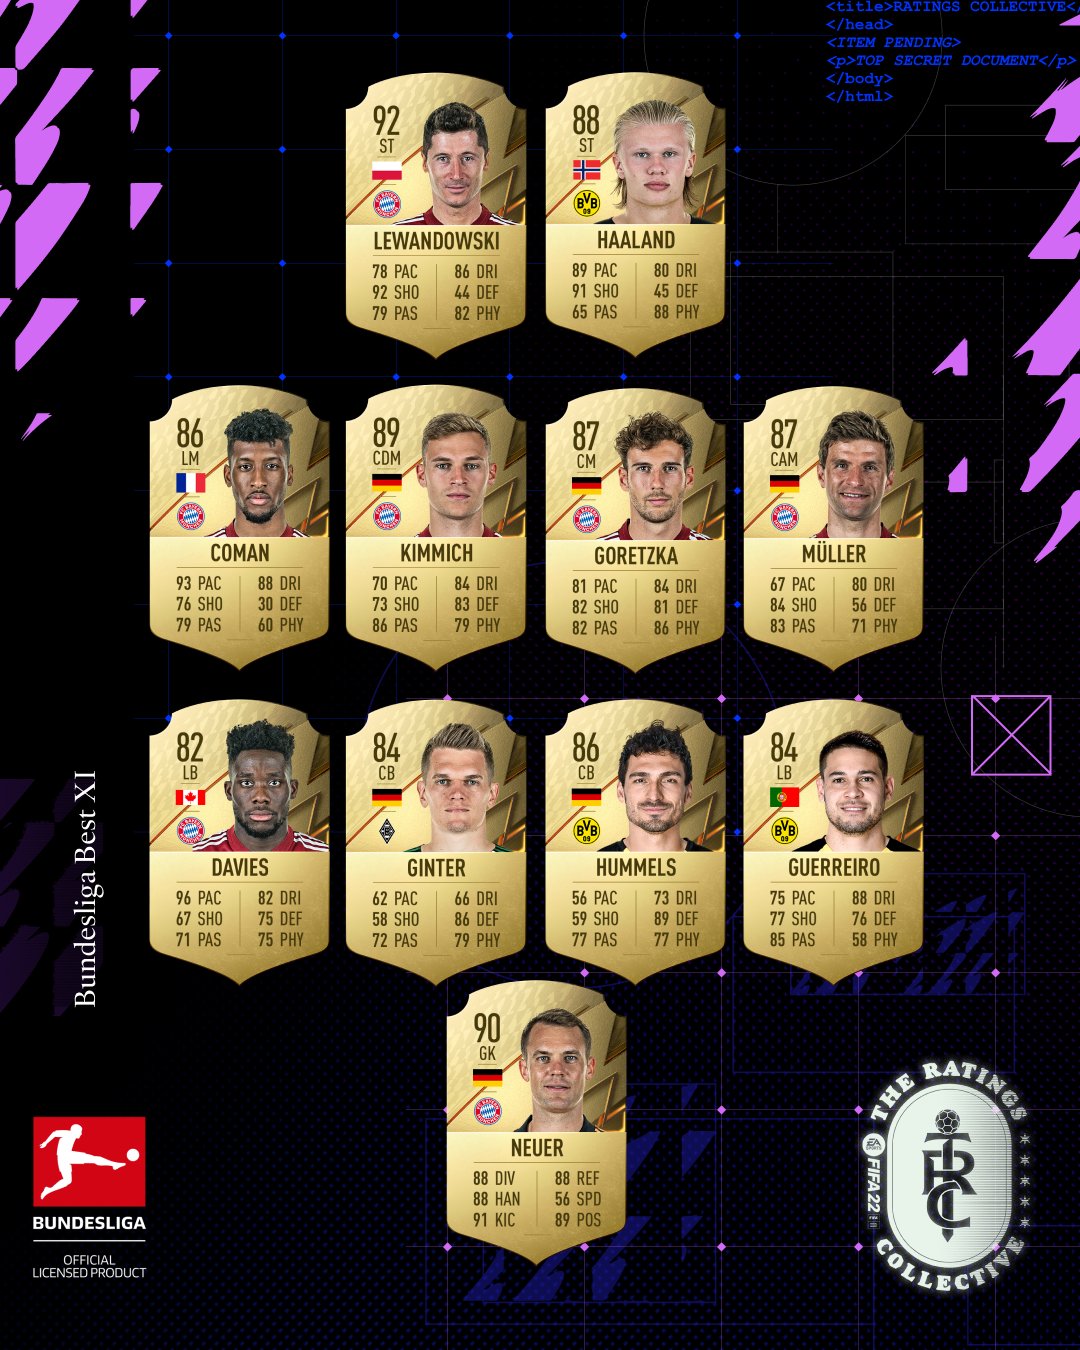 <title>RATINGS COLLECTIVE</
</head>
<ITEM PENDING>
<p>TOP SECRET DOCUMENT</p>
</body>
</html>
92
ST
LEWANDOWSKI
78 PAC 86 DRI
92 SHO 44 DEF
79 PAS 82 PHY
88
ST
BVB
09
HAALAND
89 PAC 80 DRI
91 SHO 45 DEF
65 PAS 88 PHY
86
LM
COMAN
93 PAC 88 DRI
76 SHO 30 DEF
79 PAS 60 PHY
89
CDM
KIMMICH
70 PAC 84 DRI
73 SHO 83 DEF
86 PAS 79 PHY
87
CM
GORETZKA
81 PAC 84 DRI
82 SHO 81 DEF
82 PAS 86 PHY
87
CAM
MÜLLER
67 PAC 80 DRI
84 SHO 56 DEF
83 PAS 71 PHY
82
LB
DAVIES
96 PAC 82 DRI
67 SHO 75 DEF
71 PAS 75 PHY
84
CB
GINTER
62 PAC 66 DRI
58 SHO 86 DEF
72 PAS 79 PHY
86
CB
BVB
09
HUMMELS
56 PAC 73 DRI
59 SHO 89 DEF
77 PAS 77 PHY
84
LB
BVB
09
GUERREIRO
75 PAC 88 DRI
77 SHO 76 DEF
85 PAS 58 PHY
90
GK
NEUER
88 DIV 88 REF
88 HAN 56 SPD
91 KIC 89 POS
Bundesliga Best XI
BUNDESLIGA
OFFICIAL
LICENSED PRODUCT
THE RATINGS
COLLECTIVE
TRC
EA
SPORTS
FIFA 22